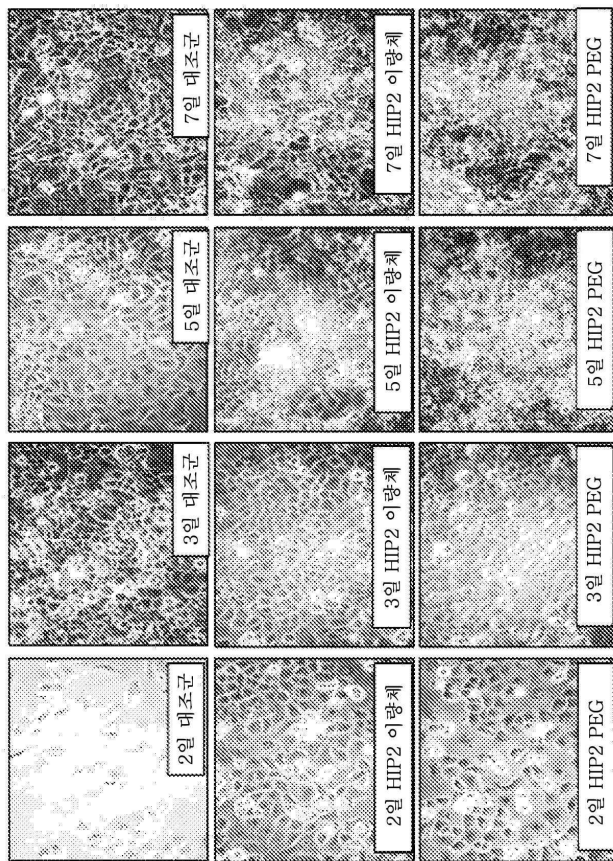 2일 대조군
3일 대조군
5일 대조군
7일 대조군
2일 HIP2 이량체
3일 HIP2 이량체
5일 HIP2 이량체
7일 HIP2 이량체
2일 HIP2 PEG
3일 HIP2 PEG
5일 HIP2 PEG
7일 HIP2 PEG